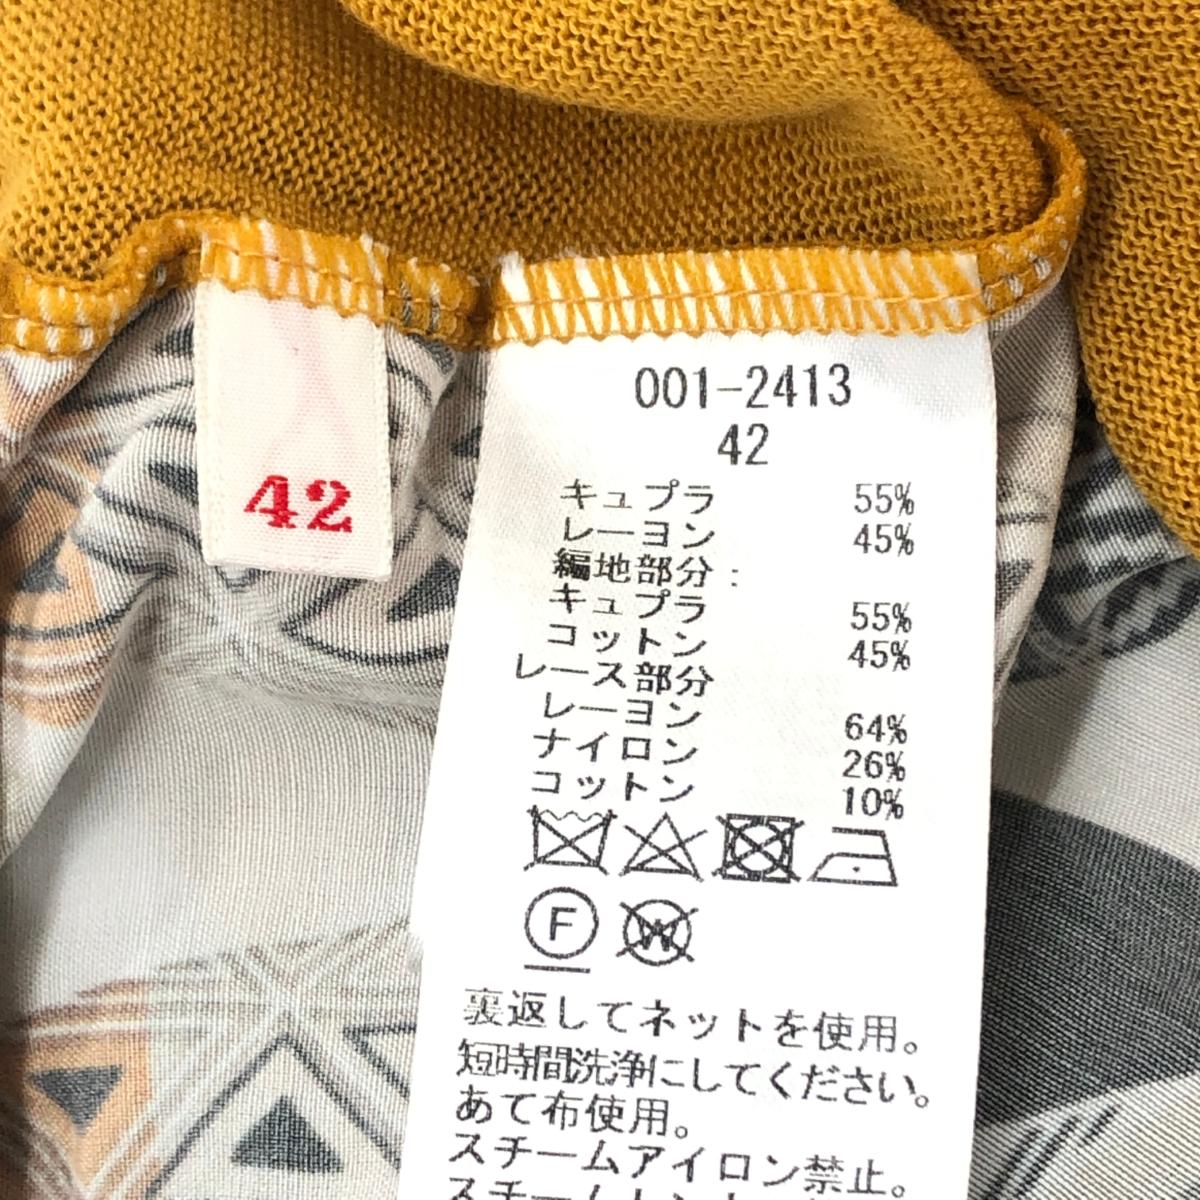 42
001-2413
42
キュプラ 55%
レーヨン 45%
編地部分:
キュプラ 55%
コットン 45%
レース部分
レーヨン 64%
ナイロン 26%
コットン 10%
F
W
裏返してネットを使用。
短時間洗浄にしてください。
あて布使用。
スチームアイロン禁止。